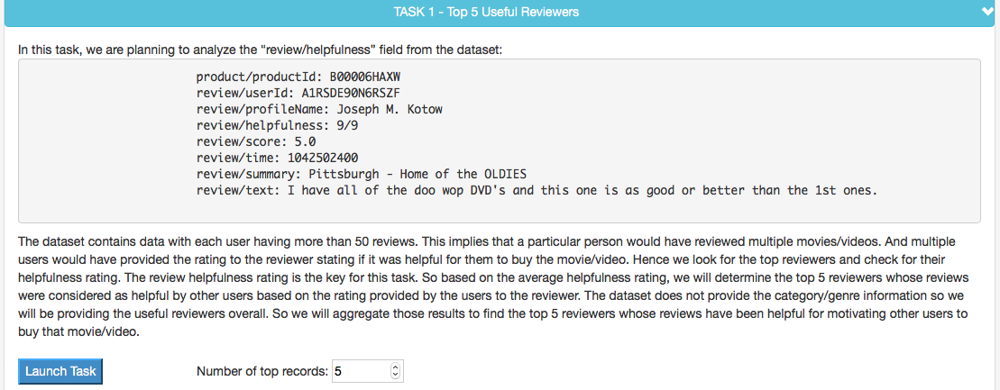 TASK 1 - Top 5 Useful Reviewers
In this task, we are planning to analyze the “review/helpfulness” field from the dataset:
product/productId: B00006HAXW
review/userId: A1RSDE90N6RSZF
review/profileName: Joseph M. Kotow
review/helpfulness: 9/9
review/score: 5.0
review/time: 1042502400
review/summary: Pittsburgh - Home of the OLDIES
review/text: I have all of the doo wop DVD's and this one is as good or better than the 1st ones.
The dataset contains data with each user having more than 50 reviews. This implies that a particular person would have reviewed multiple movies/videos. And multiple
users would have provided the rating to the reviewer stating if it was helpful for them to buy the movie/video. Hence we look for the top reviewers and check for their
helpfulness rating. The review helpfulness rating is the key for this task. So based on the average helpfulness rating, we will determine the top 5 reviewers whose reviews
were considered as helpful by other users based on the rating provided by the users to the reviewer. The dataset does not provide the category/genre information so we
will be providing the useful reviewers overall. So we will aggregate those results to find the top 5 reviewers whose reviews have been helpful for motivating other users to
buy that movie/video.
Launch Task Number of top records: 5